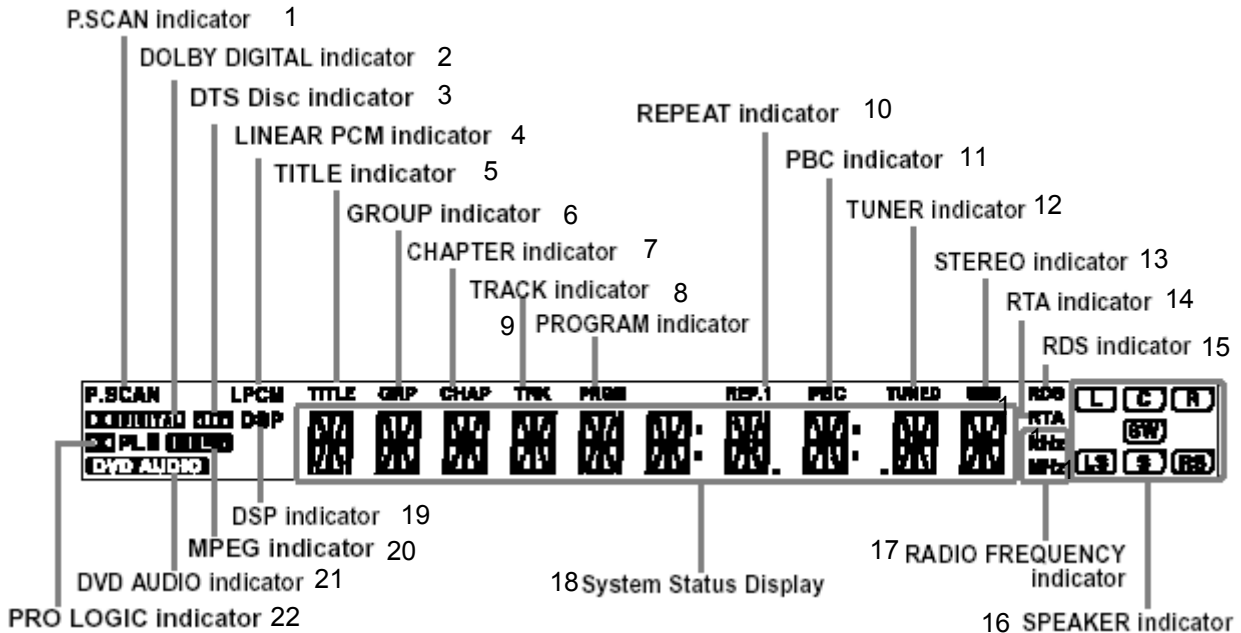 P.SCAN indicator 1
DOLBY DIGITAL indicator 2
DTS Disc indicator 3
LINEAR PCM indicator 4
TITLE indicator 5
GROUP indicator 6
CHAPTER indicator 7
TRACK indicator 8
9 PROGRAM indicator
REPEAT indicator 10
PBC indicator 11
TUNER indicator 12
STEREO indicator 13
RTA indicator 14
RDS indicator 15
P.SCAN LPCM TITLE GRP CHAP TRK PRGM REP.1 PBC TUNED RDS L C R
DSP RTA SW
PL II KHz
DVD AUDIO MHz LS S RS
DSP indicator 19
MPEG indicator 20
DVD AUDIO indicator 21
PRO LOGIC indicator 22
18 System Status Display
17 RADIO FREQUENCY
indicator
16 SPEAKER indicator